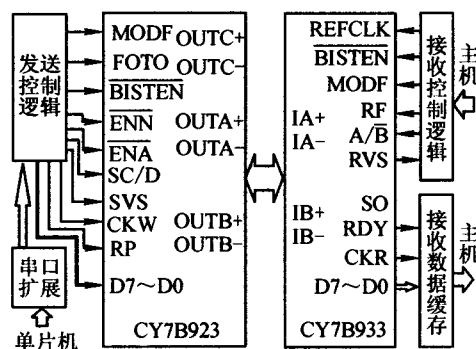 发送
控制
逻辑
串口
扩展
单片机
MODF
FOTO
BISTEN
ENN
ENA
SC/D
SVS
CKW
RP
D7~D0
OUTC+
OUTC-
OUTA+
OUTA-
OUTB+
OUTB-
CY7B923
REFCLK
BISTEN
MODF
RF
A/B
RVS
IA+
IA-
IB+
IB-
SO
RDY
CKR
D7~D0
CY7B933
接收控制逻辑
主机
接收数据缓存
主机